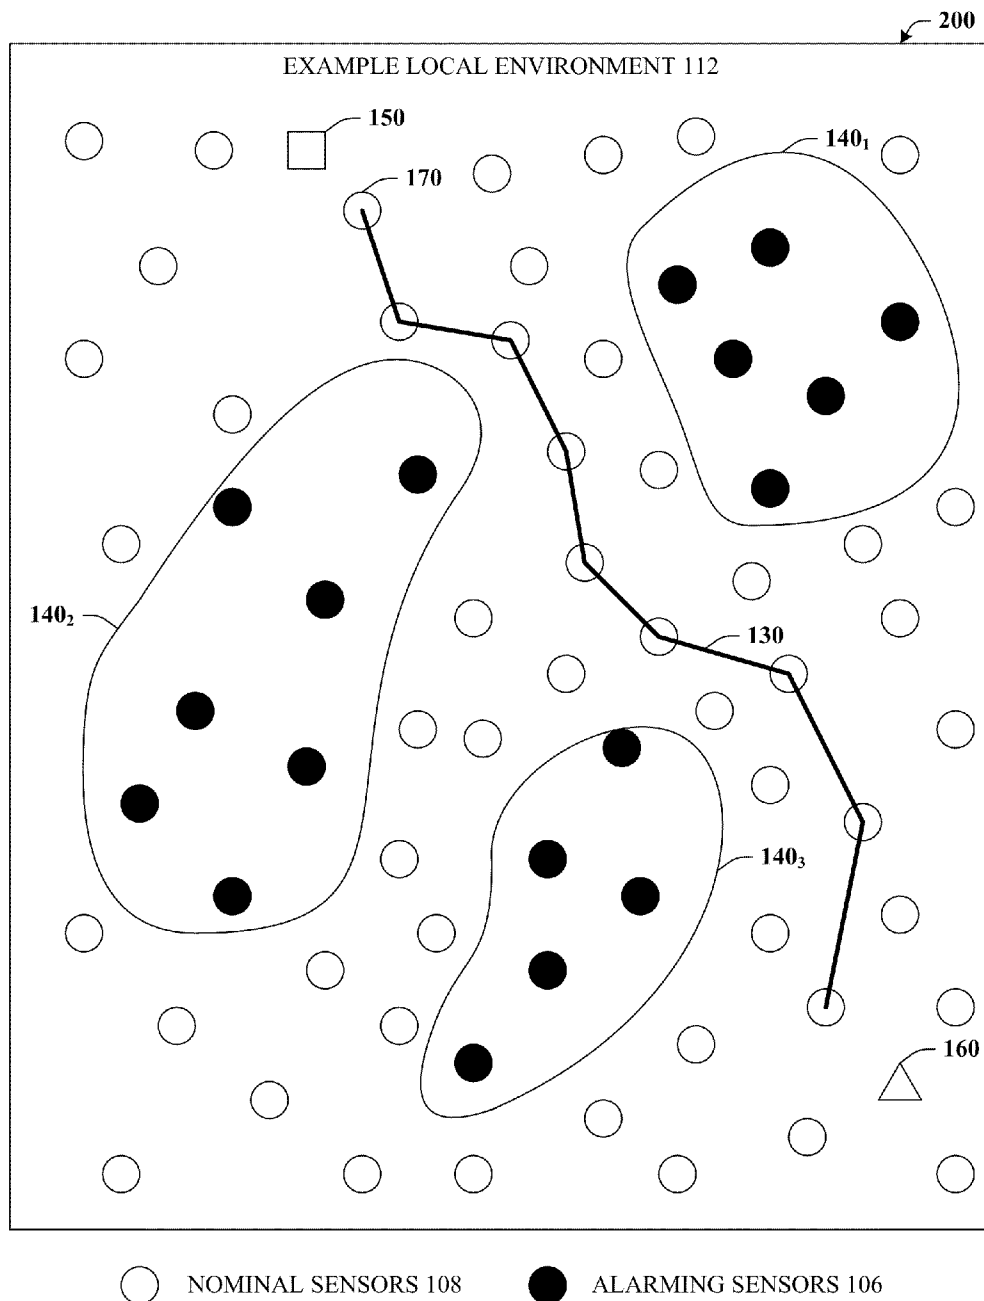 200
EXAMPLE LOCAL ENVIRONMENT 112
150
140₁
170
140₂
130
140₃
160
NOMINAL SENSORS 108
ALARMING SENSORS 106